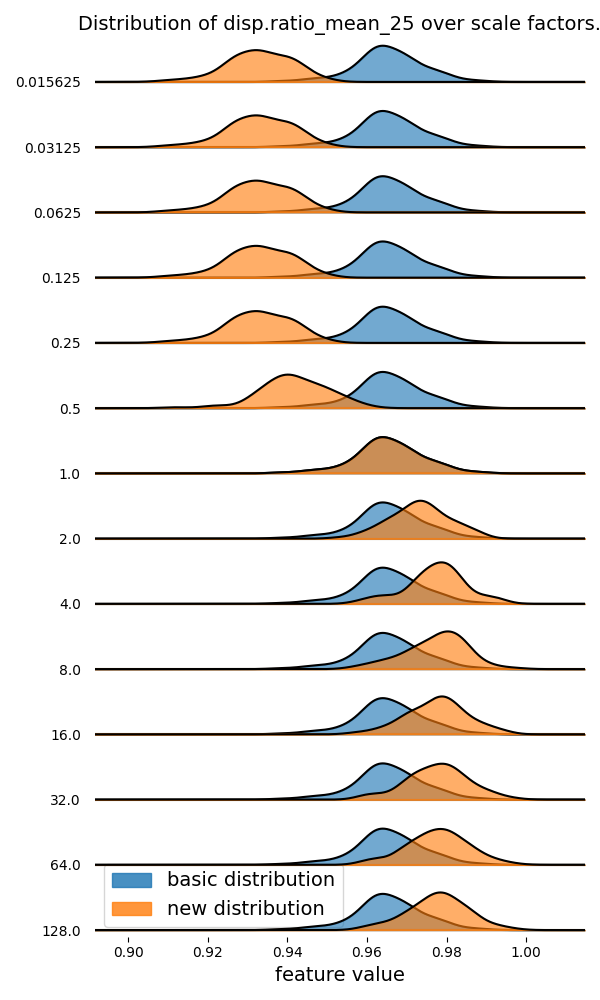 Distribution of disp.ratio_mean_25 over scale factors.
0.015625
0.03125
0.0625
0.125
0.25
0.5
1.0
2.0
4.0
8.0
16.0
32.0
64.0
basic distribution
new distribution
128.0
0.90 0.92 0.94 0.96 0.98 1.00
feature value